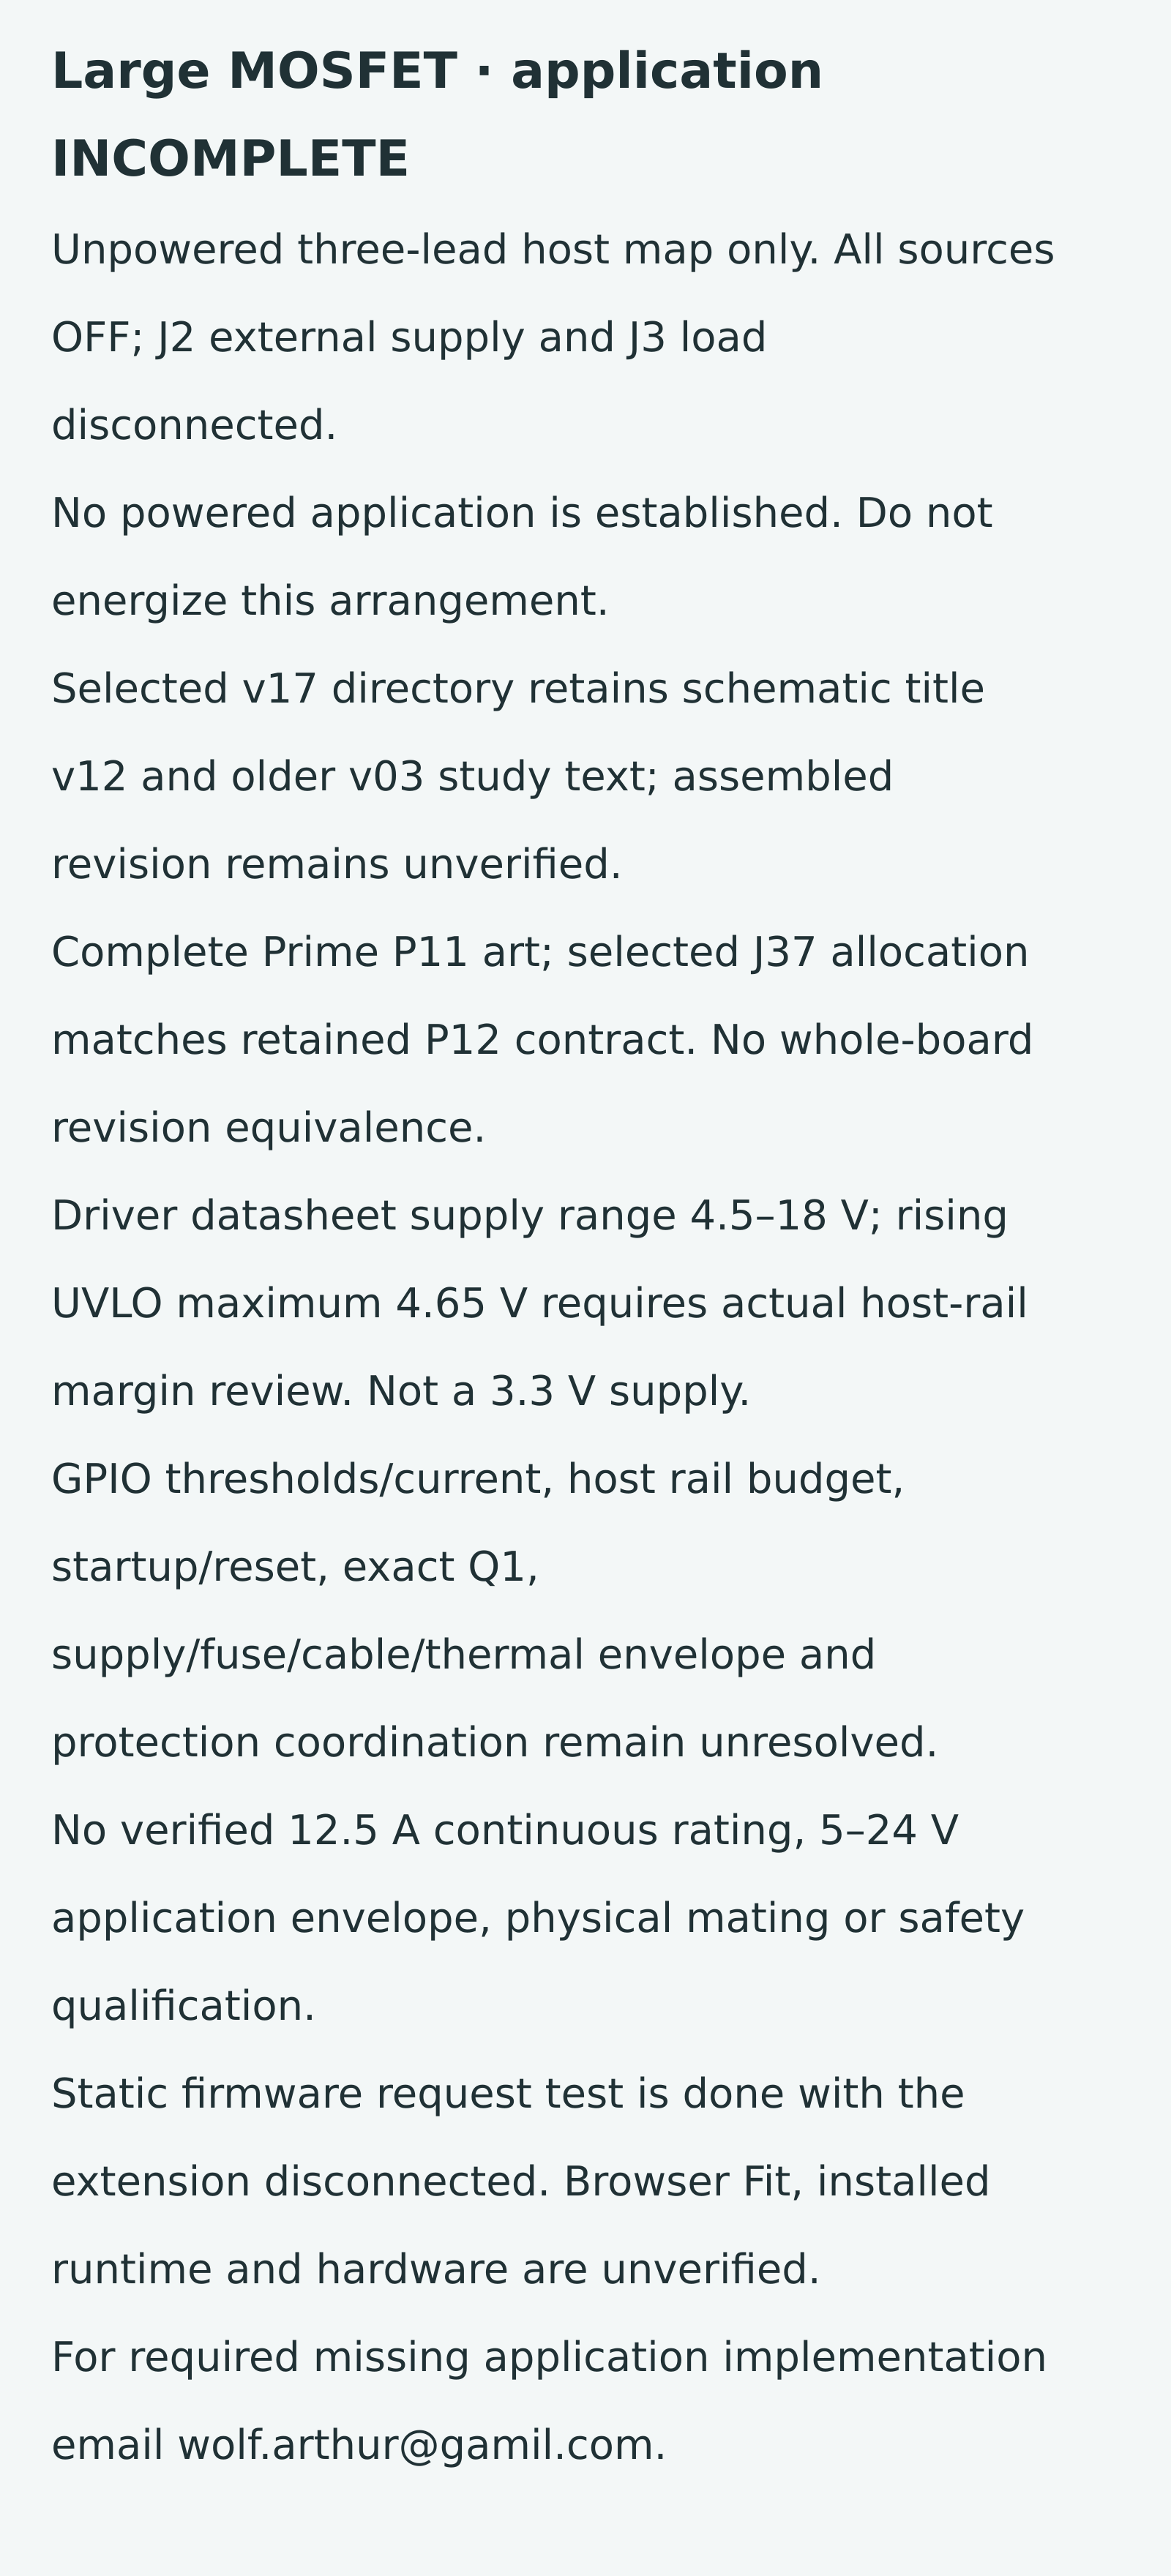 Large MOSFET · application
INCOMPLETE
Unpowered three-lead host map only. All sources
OFF; J2 external supply and J3 load
disconnected.
No powered application is established. Do not
energize this arrangement.
Selected v17 directory retains schematic title
v12 and older v03 study text; assembled
revision remains unverified.
Complete Prime P11 art; selected J37 allocation
matches retained P12 contract. No whole-board
revision equivalence.
Driver datasheet supply range 4.5–18 V; rising
UVLO maximum 4.65 V requires actual host-rail
margin review. Not a 3.3 V supply.
GPIO thresholds/current, host rail budget,
startup/reset, exact Q1,
supply/fuse/cable/thermal envelope and
protection coordination remain unresolved.
No verified 12.5 A continuous rating, 5–24 V
application envelope, physical mating or safety
qualification.
Static firmware request test is done with the
extension disconnected. Browser Fit, installed
runtime and hardware are unverified.
For required missing application implementation
email wolf.arthur@gamil.com.